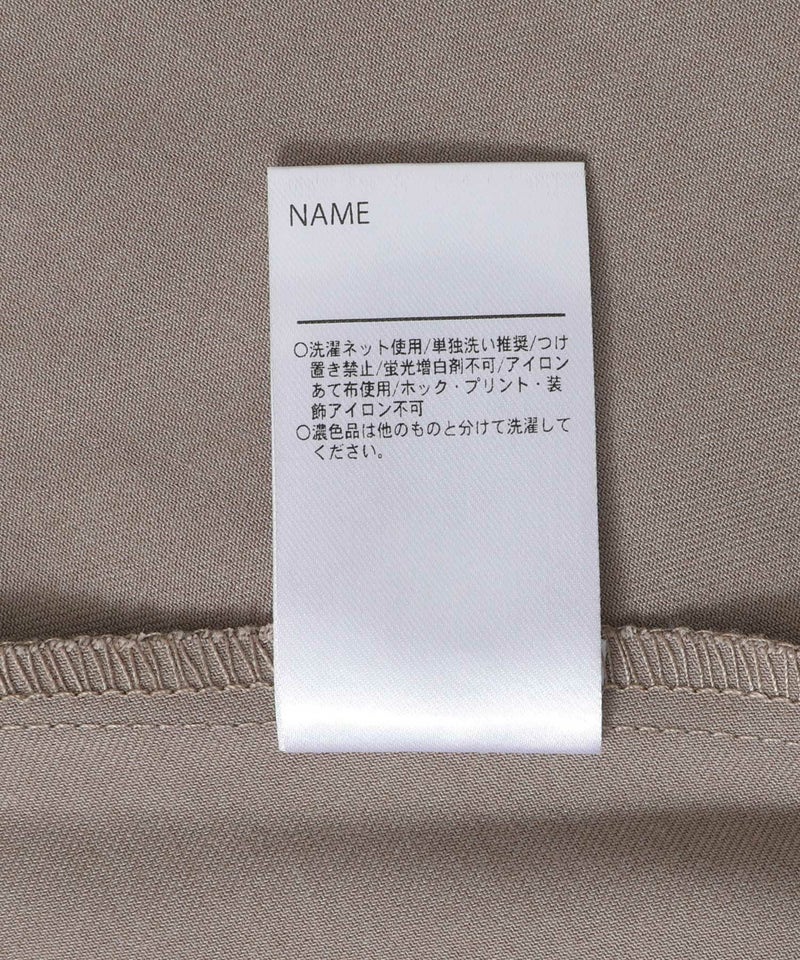 NAME
○洗濯ネット使用/単独洗い推奨/つけ
置き禁止/蛍光増白剤不可/アイロン
あて布使用/ホック・プリント・装
飾アイロン不可
○濃色品は他のものと分けて洗濯して
ください。